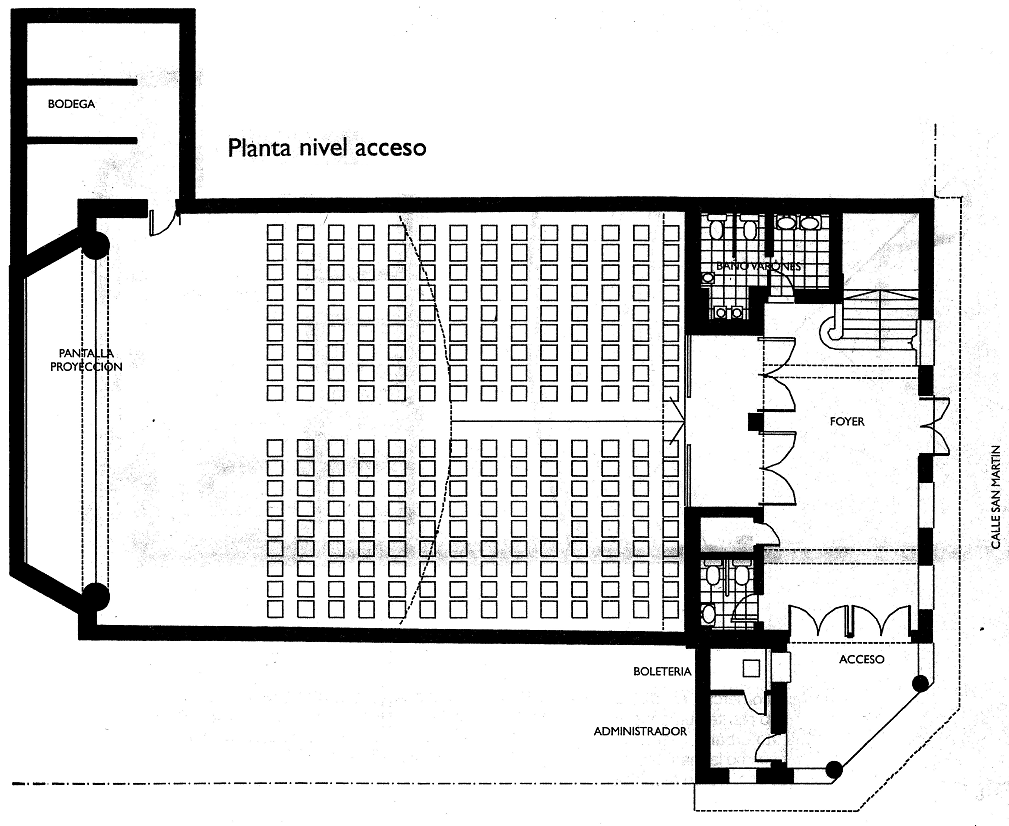 BODEGA
Planta nivel acceso
BAÑO VARONES
PANTALLA
PROYECCION
FOYER
CALLE SAN MARTIN
ACCESO
BOLETERIA
ADMINISTRADOR